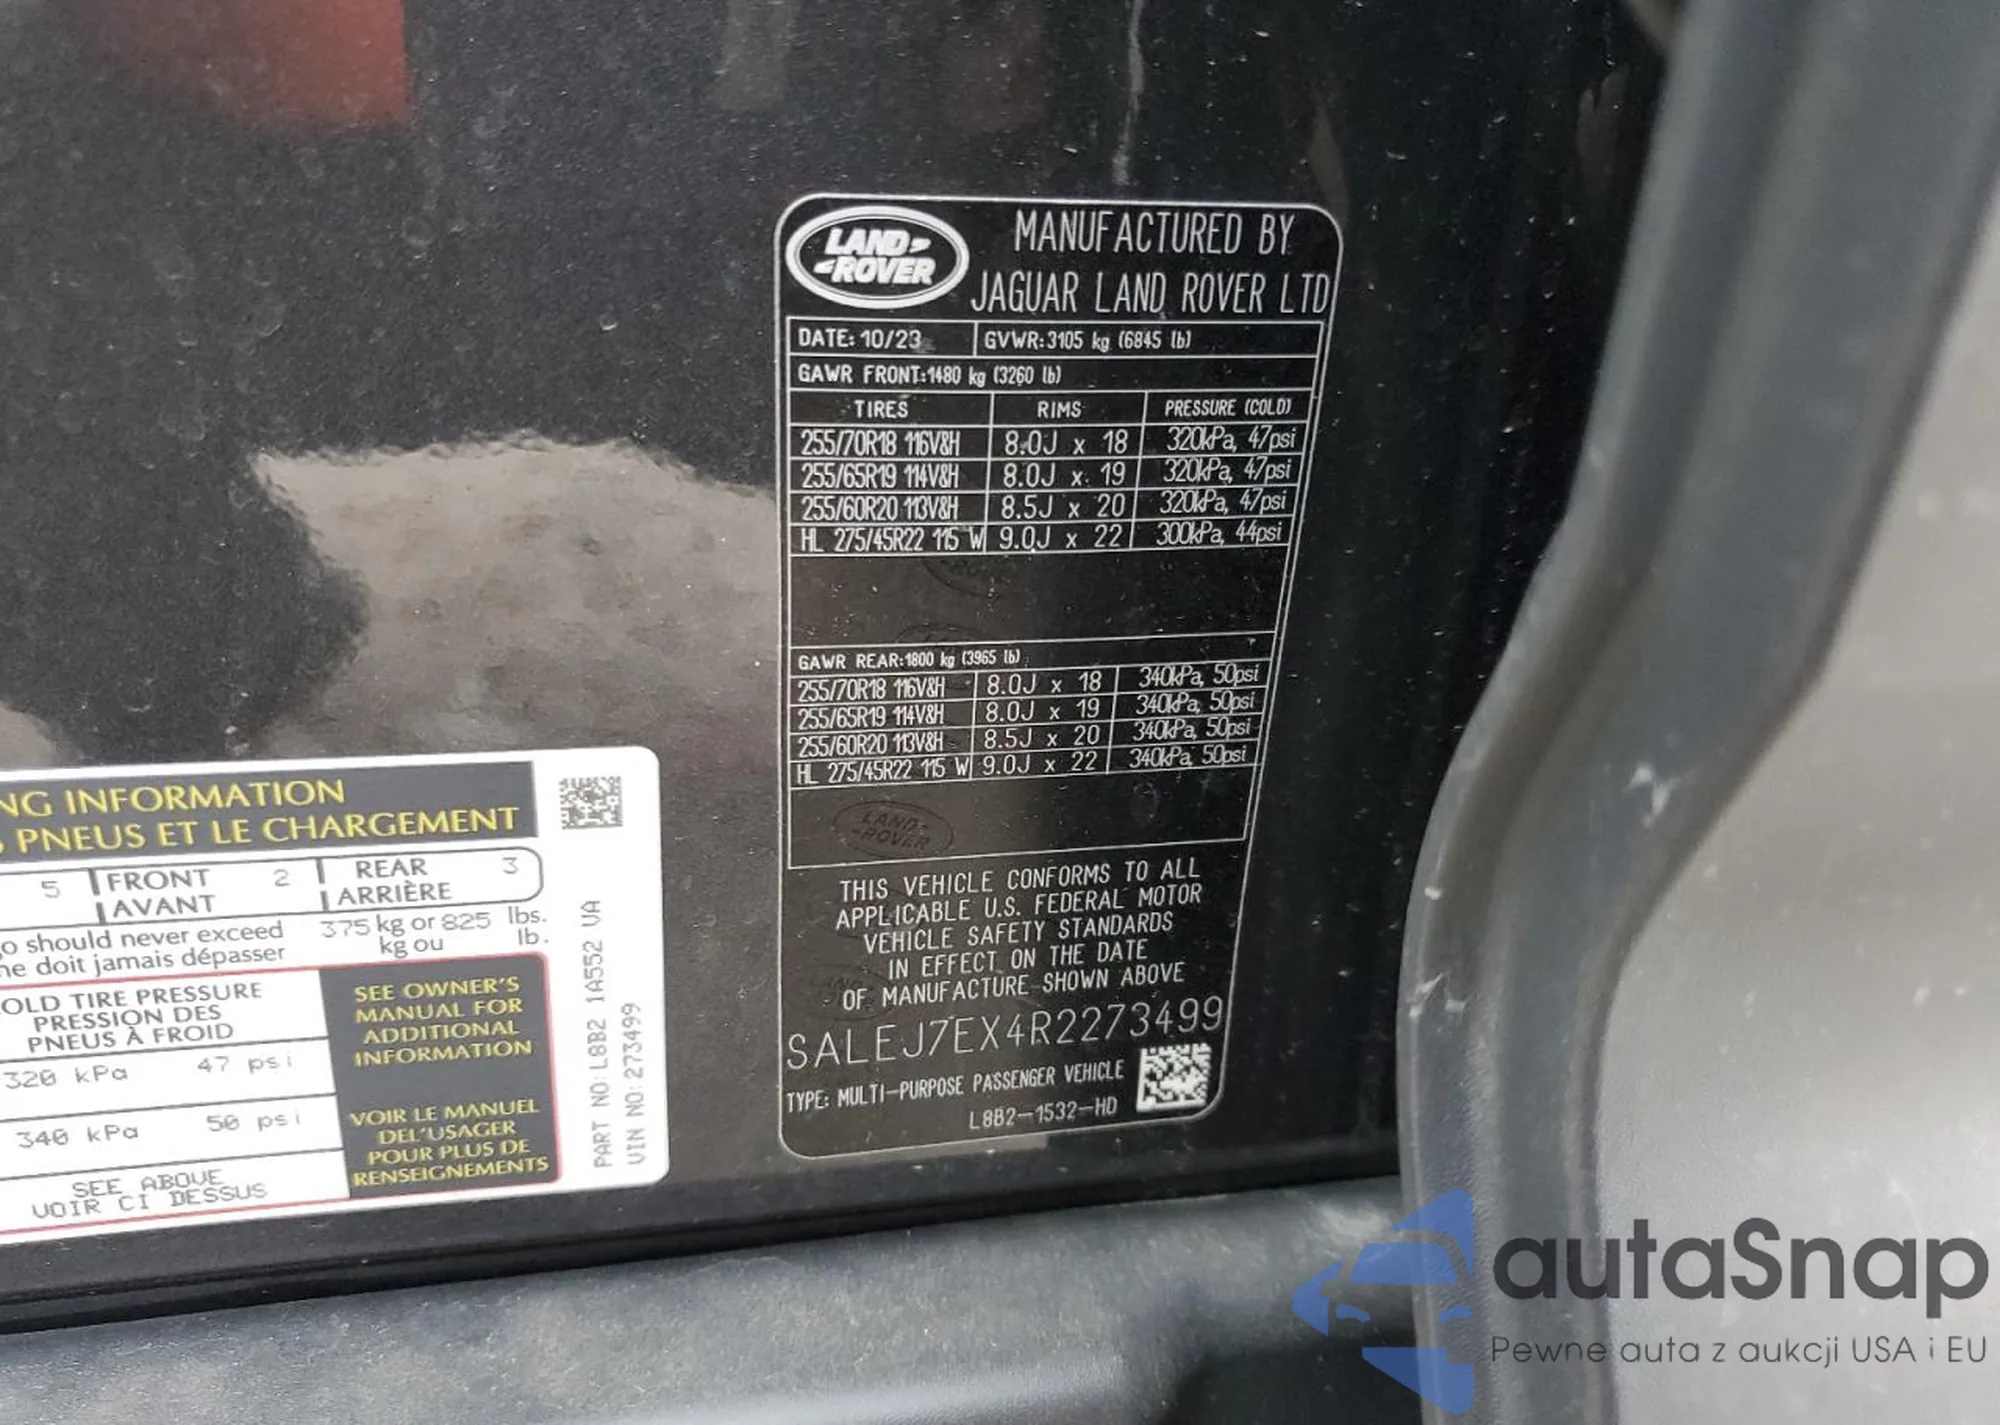 LAND-
-ROVER
MANUFACTURED BY
JAGUAR LAND ROVER LTD
DATE: 10/23 GVWR:3105 kg (6845 lb)
GAWR FRONT:1480 kg (3260 lb)
TIRES RIMS PRESSURE (COLD)
255/70R18 116V&H 8.0J x 18 320kPa, 47psi
255/65R19 114V&H 8.0J x 19 320kPa, 47psi
255/60R20 113V&H 8.5J x 20 320kPa, 47psi
HL 275/45R22 115 W 9.0J x 22 300kPa, 44psi
GAWR REAR:1800 kg (3965 lb)
255/70R18 116V&H 8.0J x 18 340kPa, 50psi
255/65R19 114V&H 8.0J x 19 340kPa, 50psi
255/60R20 113V&H 8.5J x 20 340kPa, 50psi
HL 275/45R22 115 W 9.0J x 22 340kPa, 50psi
LAND-
-ROVER
THIS VEHICLE CONFORMS TO ALL
APPLICABLE U.S. FEDERAL MOTOR
VEHICLE SAFETY STANDARDS
IN EFFECT ON THE DATE
OF MANUFACTURE SHOWN ABOVE
SALEJ7EX4R2273499
TYPE: MULTI-PURPOSE PASSENGER VEHICLE
L8B2-1532-HD
NG INFORMATION
S PNEUS ET LE CHARGEMENT
5 FRONT 2 REAR 3
AVANT ARRIÈRE
o should never exceed 375 kg or 825 lbs.
ne doit jamais dépasser kg ou lb.
OLD TIRE PRESSURE
PRESSION DES
PNEUS À FROID
320 kPa 47 psi
340 kPa 50 psi
SEE ABOVE
VOIR CI DESSUS
SEE OWNER'S
MANUAL FOR
ADDITIONAL
INFORMATION
VOIR LE MANUEL
DEL'USAGER
POUR PLUS DE
RENSEIGNEMENTS
PART NO:L8B2 1A552 VA
VIN NO:273499
autaSnap
Pewne auta z aukcji USA i EU